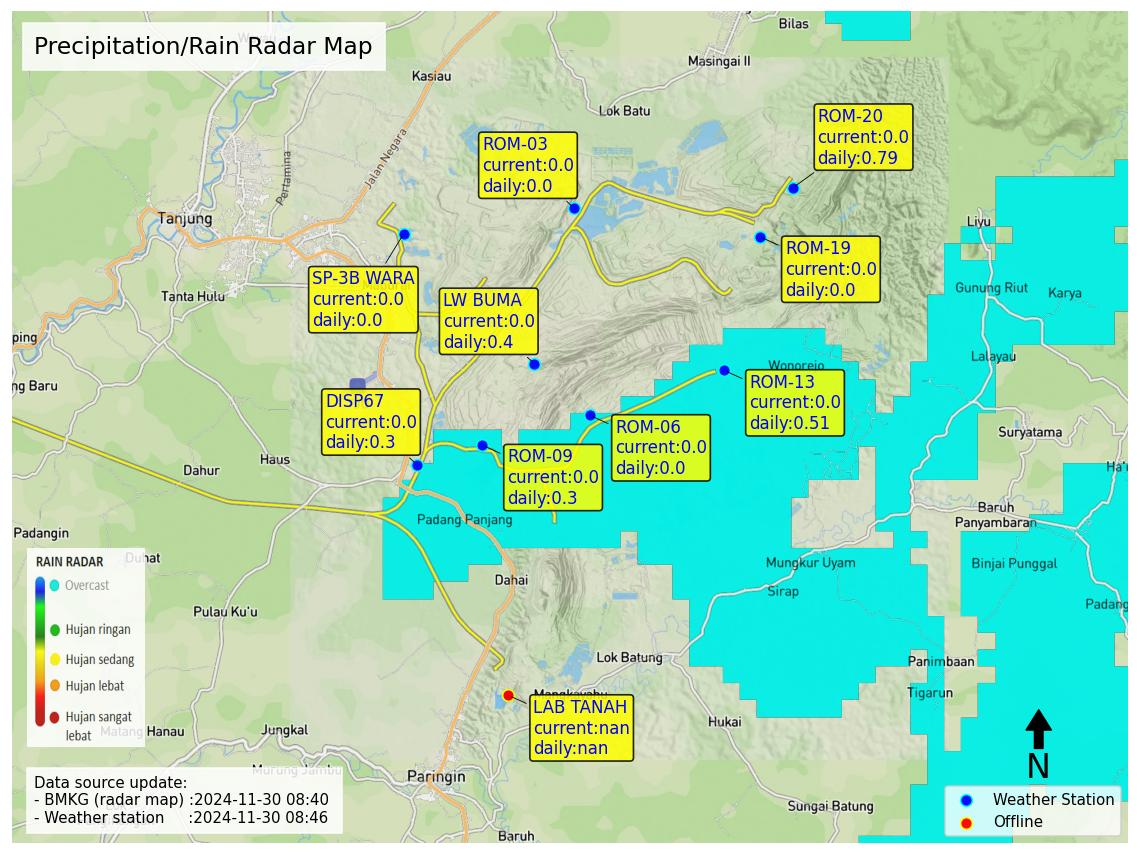 Precipitation/Rain Radar Map
Bilas
Masingai II
Kasiau
Lok Batu
Jalan Negara
Pertamina
Tanjung
Tanta Hulu
ROM-03
current:0.0
daily:0.0
ROM-20
current:0.0
daily:0.79
ROM-19
current:0.0
daily:0.0
SP-3B WARA
current:0.0
daily:0.0
LW BUMA
current:0.0
daily:0.4
Liyu
Gunung Riut
Karya
Lalayau
ping
ng Baru
Wonorejo
ROM-13
current:0.0
daily:0.51
DISP67
current:0.0
daily:0.3
ROM-06
current:0.0
daily:0.0
ROM-09
current:0.0
daily:0.3
Suryatama
Ha'u
Haus
Dahur
Padang Panjang
Baruh
Panyambaran
Padangin
Duhat
Mungkur Uyam
Binjai Punggal
Dahai
Sirap
Padang
Pulau Ku'u
RAIN RADAR
Overcast
Hujan ringan
Hujan sedang
Hujan lebat
Hujan sangat
lebat
Lok Batung
Panimbaan
Tigarun
LAB TANAH
current:nan
daily:nan
Hukai
Matang Hanau
Jungkal
Murung Jambu
Paringin
Sungai Batung
Baruh
Data source update:
- BMKG (radar map) :2024-11-30 08:40
- Weather station :2024-11-30 08:46
N
Weather Station
Offline